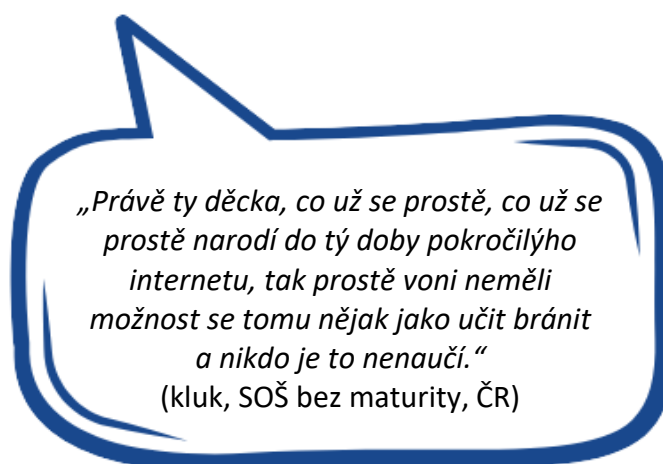 „Právě ty děcka, co už se prostě, co už se
prostě narodí do tý doby pokročilýho
internetu, tak prostě voni neměli
možnost se tomu nějak jako učit bránit
a nikdo je to nenaučí.“
(kluk, SOŠ bez maturity, ČR)